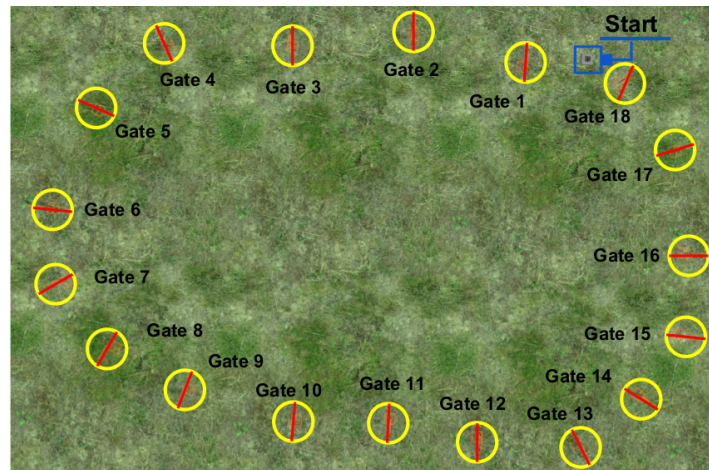 Start
Gate 4
Gate 3
Gate 2
Gate 1
Gate 18
Gate 5
Gate 17
Gate 6
Gate 16
Gate 7
Gate 15
Gate 8
Gate 9
Gate 14
Gate 10
Gate 11
Gate 12
Gate 13